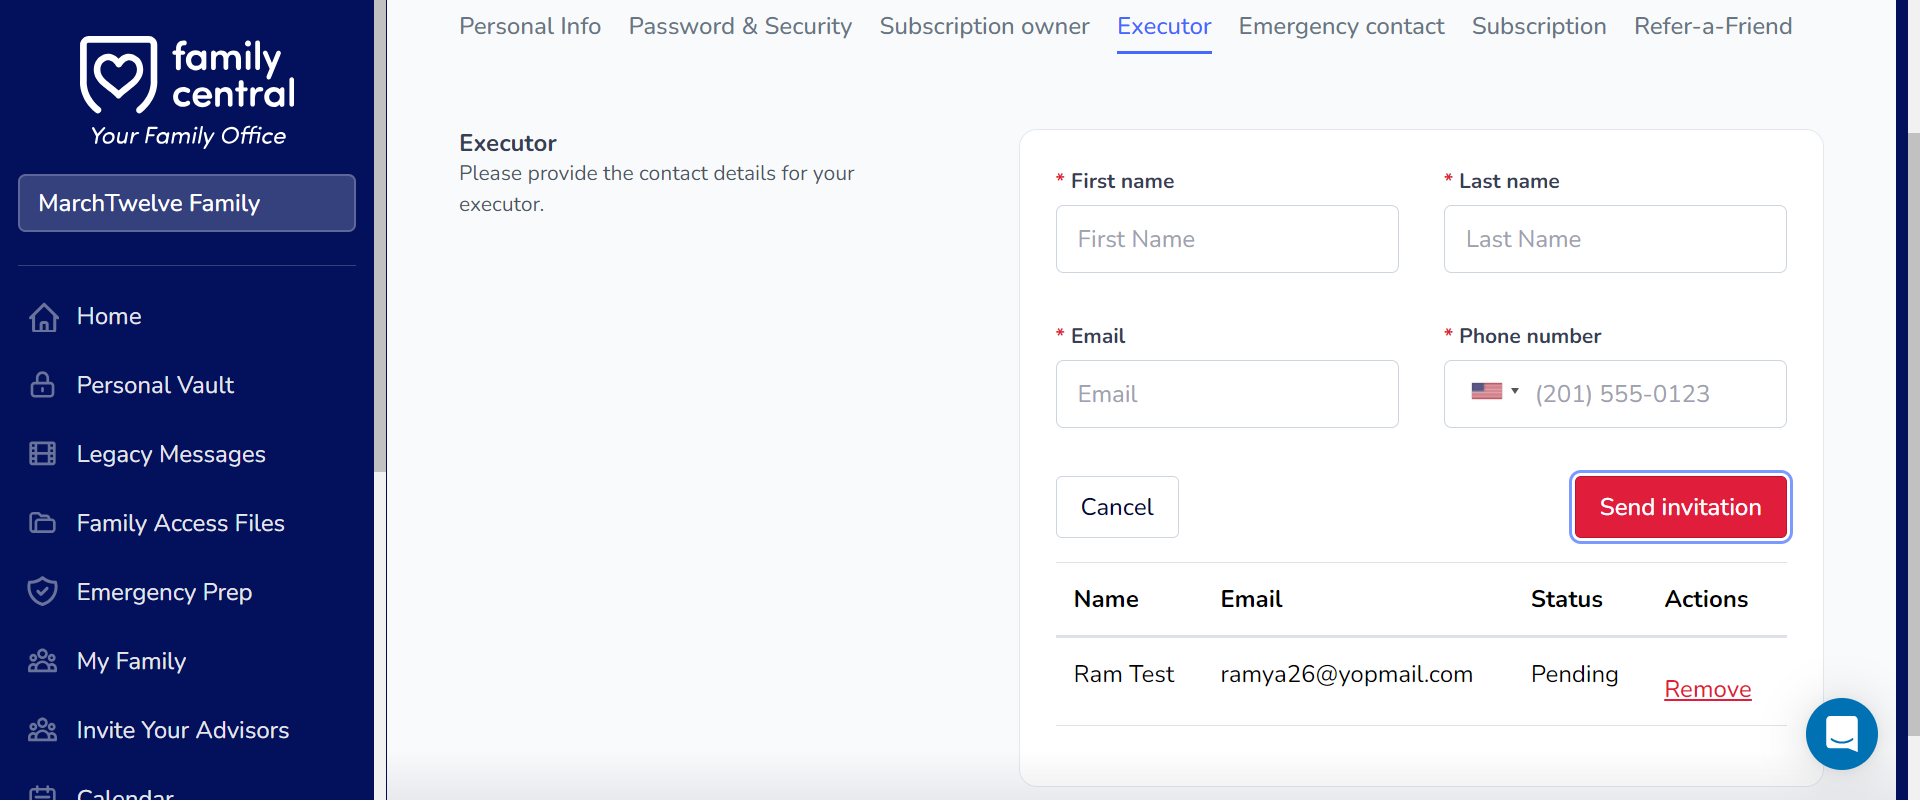 family
central
Your Family Office
MarchTwelve Family
Home
Personal Vault
Legacy Messages
Family Access Files
Emergency Prep
My Family
Invite Your Advisors
Calendar
Personal Info Password & Security Subscription owner Executor Emergency contact Subscription Refer-a-Friend
Executor
Please provide the contact details for your
executor.
* First name * Last name
First Name Last Name
* Email * Phone number
Email (201) 555-0123
Cancel Send invitation
Name Email Status Actions
Ram Test ramya26@yopmail.com Pending Remove